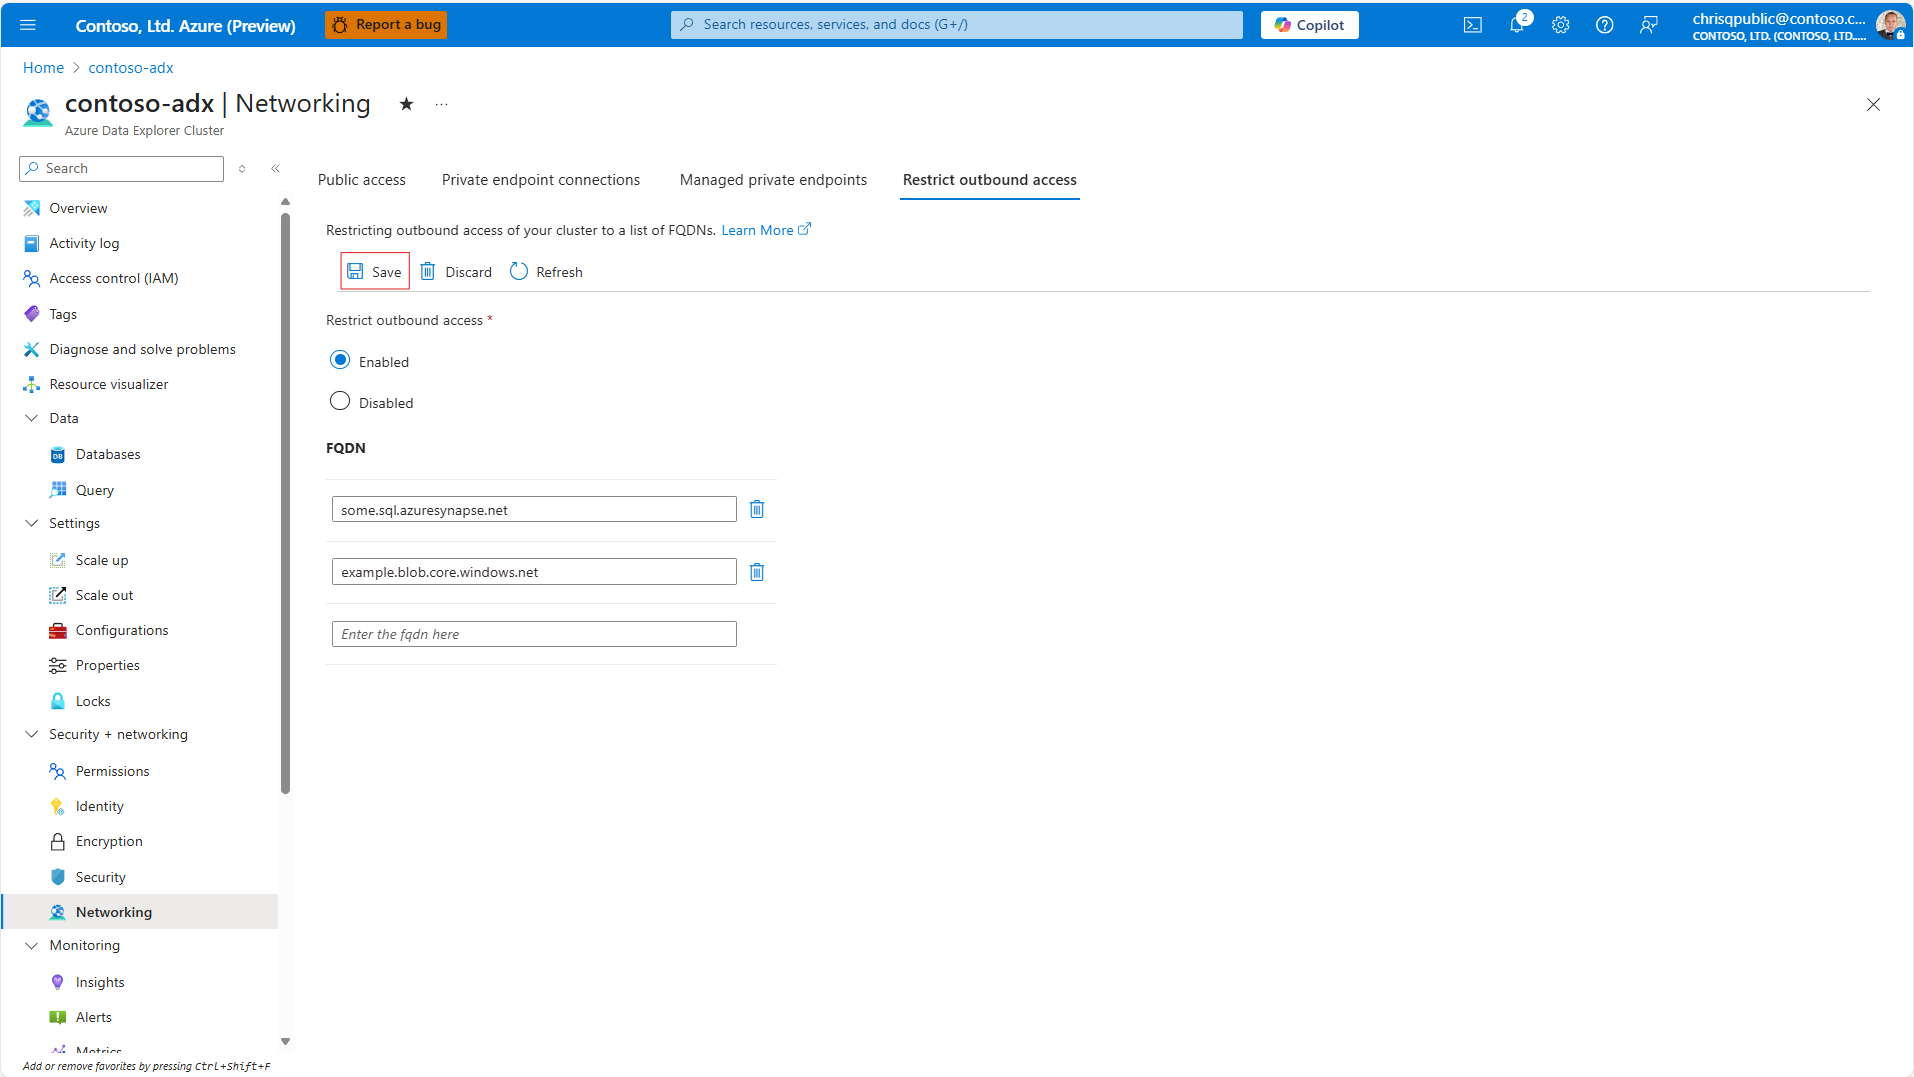 Contoso, Ltd. Azure (Preview)
Report a bug
Search resources, services, and docs (G+/)
Copilot
2
chrisqpublic@contoso.c...
CONTOSO, LTD. (CONTOSO, LTD.....
Home > contoso-adx
contoso-adx | Networking
Azure Data Explorer Cluster
Search
Overview
Activity log
Access control (IAM)
Tags
Diagnose and solve problems
Resource visualizer
Data
Databases
Query
Settings
Scale up
Scale out
Configurations
Properties
Locks
Security + networking
Permissions
Identity
Encryption
Security
Networking
Monitoring
Insights
Alerts
Metrics
Add or remove favorites by pressing Ctrl+Shift+F
Public access
Private endpoint connections
Managed private endpoints
Restrict outbound access
Restricting outbound access of your cluster to a list of FQDNs. Learn More
Save
Discard
Refresh
Restrict outbound access *
Enabled
Disabled
FQDN
some.sql.azuresynapse.net
example.blob.core.windows.net
Enter the fqdn here